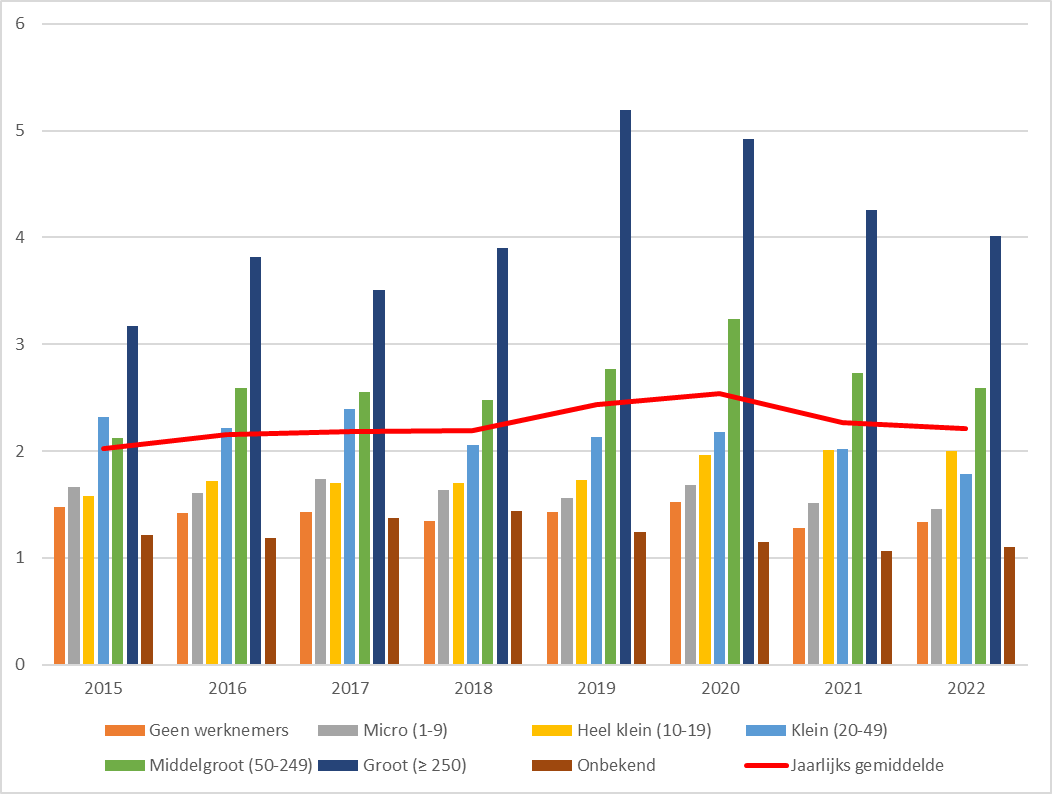 6
5
4
3
2
1
0
2015 2016 2017 2018 2019 2020 2021 2022
Geen werknemers Micro (1-9) Heel klein (10-19) Klein (20-49)
Middelgroot (50-249) Groot (≥ 250) Onbekend Jaarlijks gemiddelde